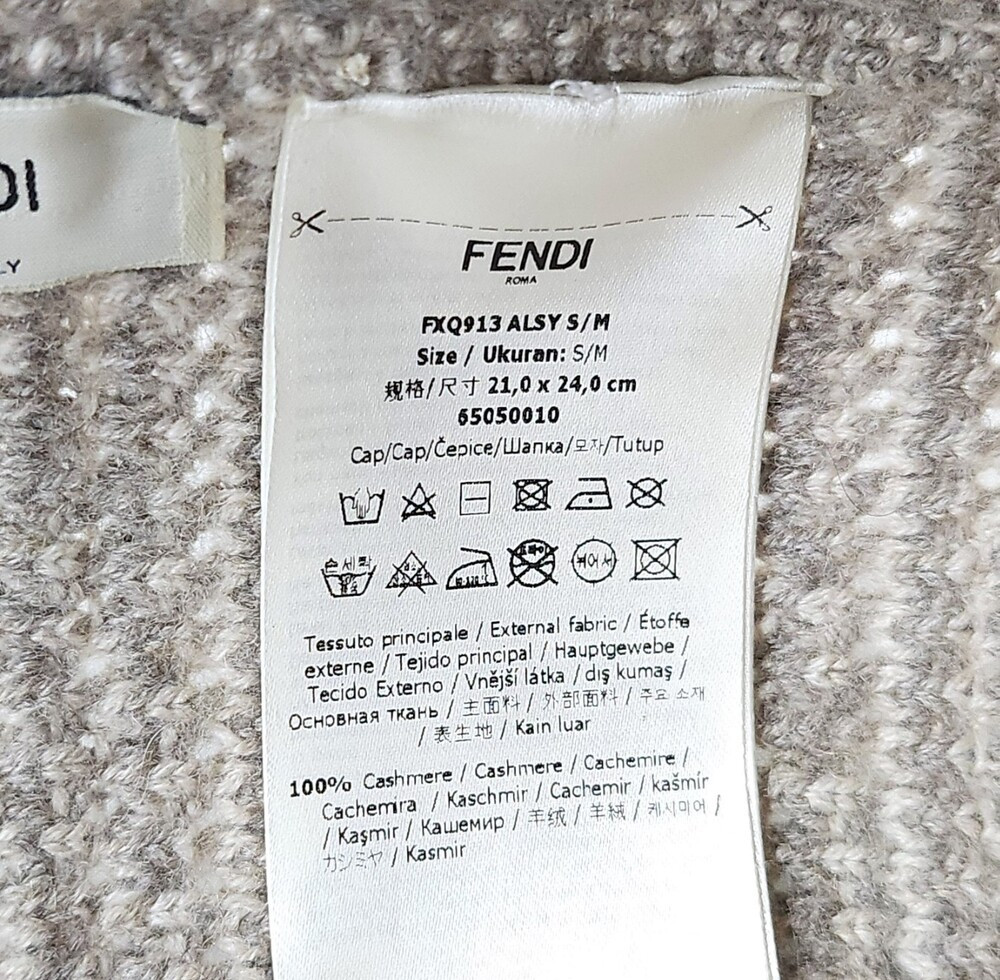 DI
LY
FENDI
ROMA
FXQ913 ALSY S/M
Size / Ukuran: S/M
规格/尺寸 21,0 x 24,0 cm
65050010
Cap/Cap/Čepice/Шапка/모자/Tutup
손세탁
Tessuto principale / External fabric / Étoffe
externe / Tejido principal / Hauptgewebe /
Tecido Externo / Vnější látka / dış kumaş /
Основная ткань / 主面料 / 外部面料 / 주요 소재
/ 表生地 / Kain luar
100% Cashmere / Cashmere / Cachemire /
Cachemira / Kaschmir / Cachemir / kašmír
/ Kaşmir / Кашемир / 羊绒 / 羊絨 / 캐시미어 /
カシミヤ / Kasmir